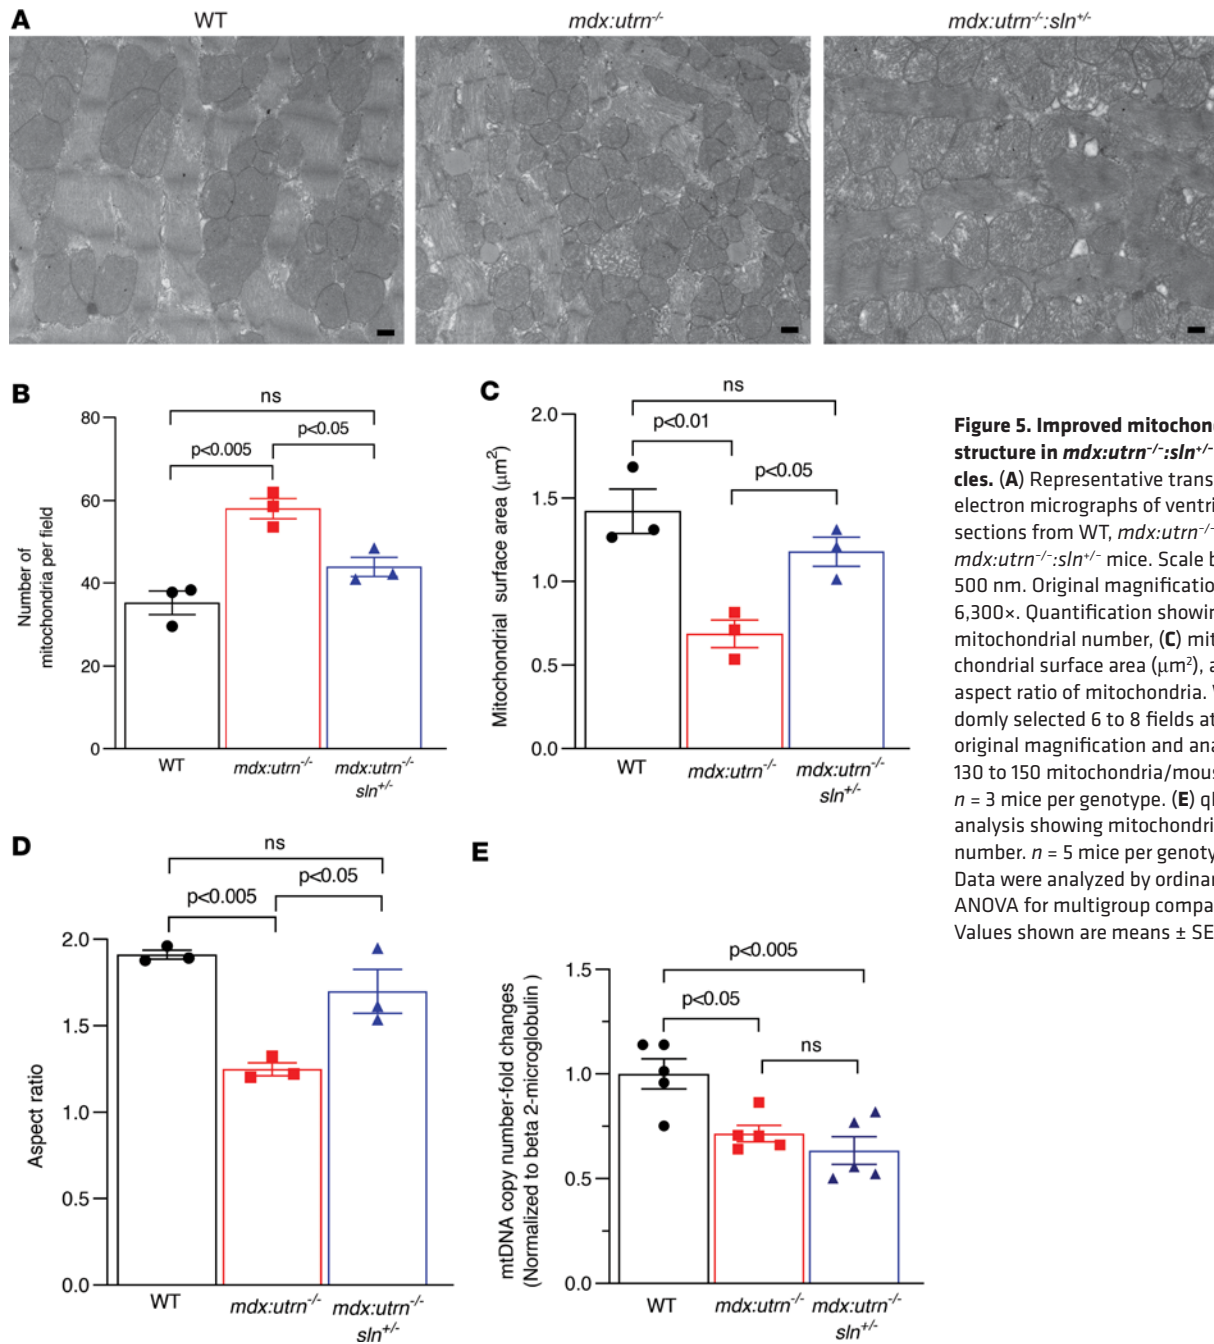 A
WT
mdx:utrn⁻/⁻
mdx:utrn⁻/⁻:sln⁺/⁻
B
Number of
mitochondria per field
80
60
40
20
0
ns
p<0.005
p<0.05
WT
mdx:utrn⁻/⁻
mdx:utrn⁻/⁻
sln⁺/⁻
C
Mitochondrial surface area (μm²)
2.0
1.5
1.0
0.5
0.0
ns
p<0.01
p<0.05
WT
mdx:utrn⁻/⁻
mdx:utrn⁻/⁻
sln⁺/⁻
Figure 5. Improved mitochon
structure in mdx:utrn⁻/⁻:sln⁺/⁻
cles. (A) Representative trans
electron micrographs of ventri
sections from WT, mdx:utrn⁻/⁻
mdx:utrn⁻/⁻:sln⁺/⁻ mice. Scale b
500 nm. Original magnification
6,300×. Quantification showin
mitochondrial number, (C) mit
chondrial surface area (μm²), a
aspect ratio of mitochondria.
domly selected 6 to 8 fields at
original magnification and ana
130 to 150 mitochondria/mous
n = 3 mice per genotype. (E) q
analysis showing mitochondri
number. n = 5 mice per genoty
Data were analyzed by ordinar
ANOVA for multigroup compa
Values shown are means ± SE
D
Aspect ratio
2.0
1.5
1.0
0.5
0.0
ns
p<0.005
p<0.05
WT
mdx:utrn⁻/⁻
mdx:utrn⁻/⁻
sln⁺/⁻
E
mtDNA copy number-fold changes
(Normalized to beta 2-microglobulin )
1.5
1.0
0.5
0.0
p<0.005
p<0.05
ns
WT
mdx:utrn⁻/⁻
mdx:utrn⁻/⁻
sln⁺/⁻